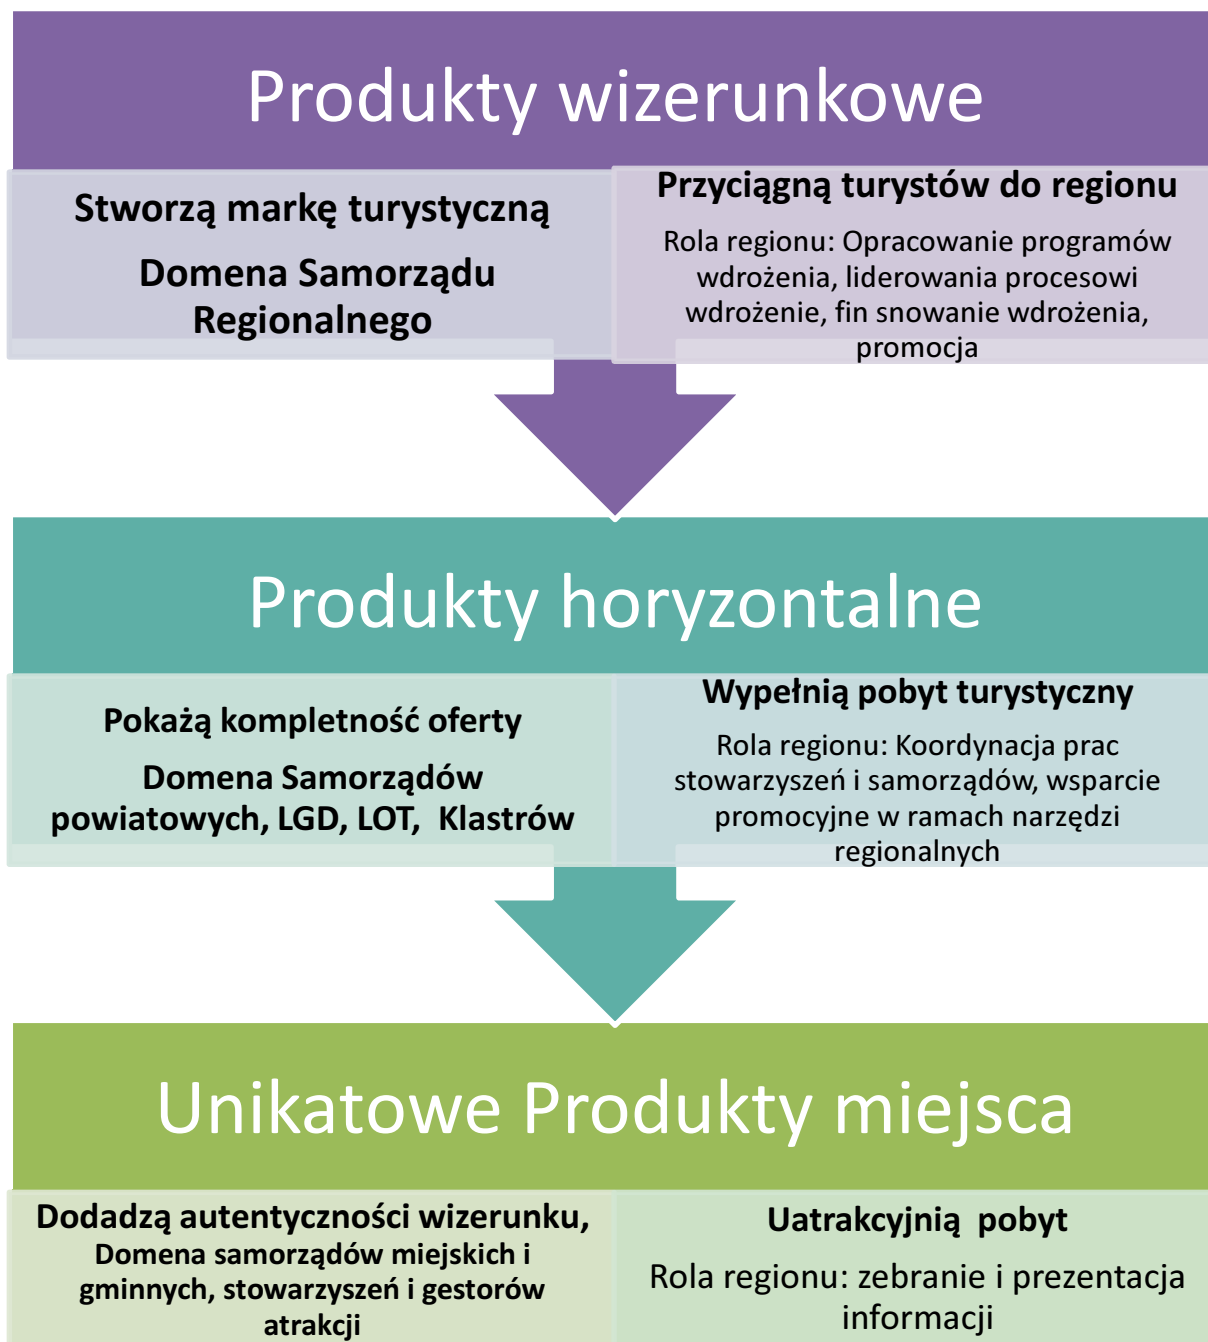 Produkty wizerunkowe
Stworzą markę turystyczną
Domena Samorządu
Regionalnego
Przyciągną turystów do regionu
Rola regionu: Opracowanie programów
wdrożenia, liderowania procesowi
wdrożenie, fin snowanie wdrożenia,
promocja
Produkty horyzontalne
Pokażą kompletność oferty
Domena Samorządów
powiatowych, LGD, LOT,  Klastrów
Wypełnią pobyt turystyczny
Rola regionu: Koordynacja prac
stowarzyszeń i samorządów, wsparcie
promocyjne w ramach narzędzi
regionalnych
Unikatowe Produkty miejsca
Dodadzą autentyczności wizerunku,
Domena samorządów miejskich i
gminnych, stowarzyszeń i gestorów
atrakcji
Uatrakcyjnią  pobyt
Rola regionu: zebranie i prezentacja
informacji